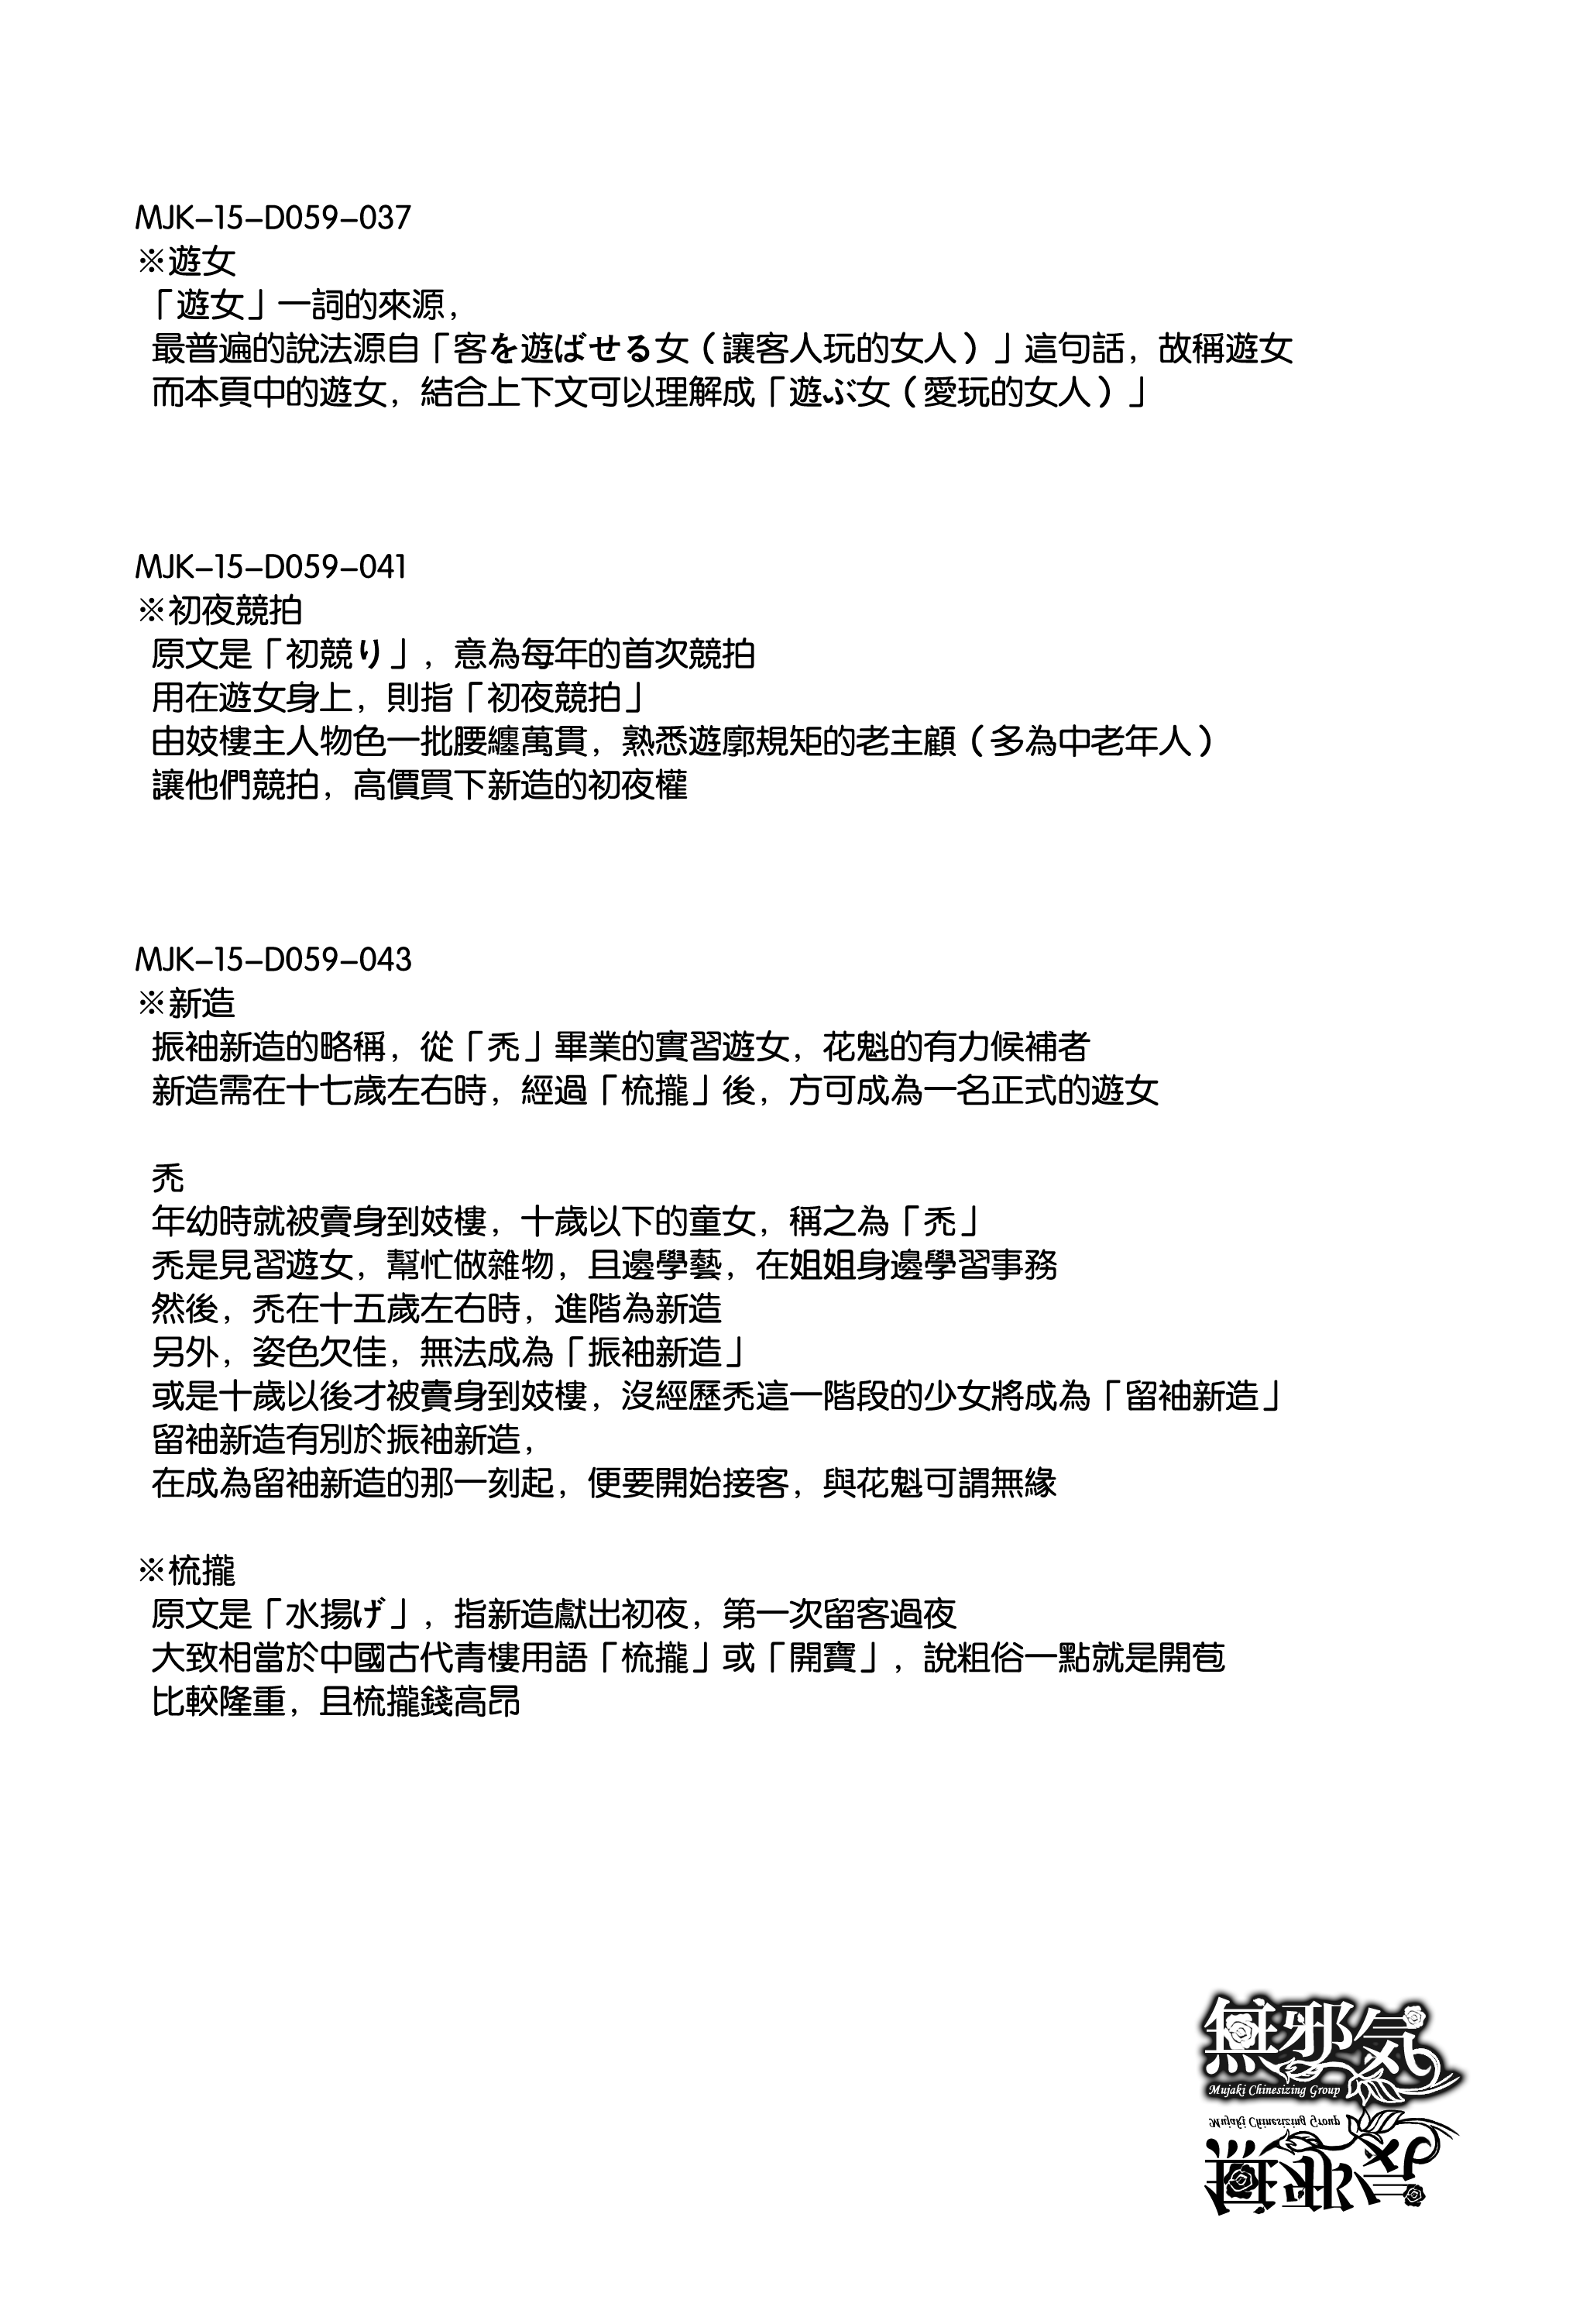 MJK-15-D059-037
※遊女
「遊女」一詞的來源，
最普遍的說法源自「客を遊ばせる女（讓客人玩的女人）」這句話，故稱遊女
而本頁中的遊女，結合上下文可以理解成「遊ぶ女（愛玩的女人）」
MJK-15-D059-041
※初夜競拍
原文是「初競り」，意為每年的首次競拍
用在遊女身上，則指「初夜競拍」
由妓樓主人物色一批腰纏萬貫，熟悉遊廓規矩的老主顧（多為中老年人）
讓他們競拍，高價買下新造的初夜權
MJK-15-D059-043
※新造
振袖新造的略稱，從「禿」畢業的實習遊女，花魁的有力候補者
新造需在十七歲左右時，經過「梳攏」後，方可成為一名正式的遊女
禿
年幼時就被賣身到妓樓，十歲以下的童女，稱之為「禿」
禿是見習遊女，幫忙做雜物，且邊學藝，在姐姐身邊學習事務
然後，禿在十五歲左右時，進階為新造
另外，姿色欠佳，無法成為「振袖新造」
或是十歲以後才被賣身到妓樓，沒經歷禿這一階段的少女將成為「留袖新造」
留袖新造有別於振袖新造，
在成為留袖新造的那一刻起，便要開始接客，與花魁可謂無緣
※梳攏
原文是「水揚げ」，指新造獻出初夜，第一次留客過夜
大致相當於中國古代青樓用語「梳攏」或「開寶」，說粗俗一點就是開苞
比較隆重，且梳攏錢高昂
無邪気
Mujaki Chinesizing Group
Mujaki Chinesizing Group
無邪気